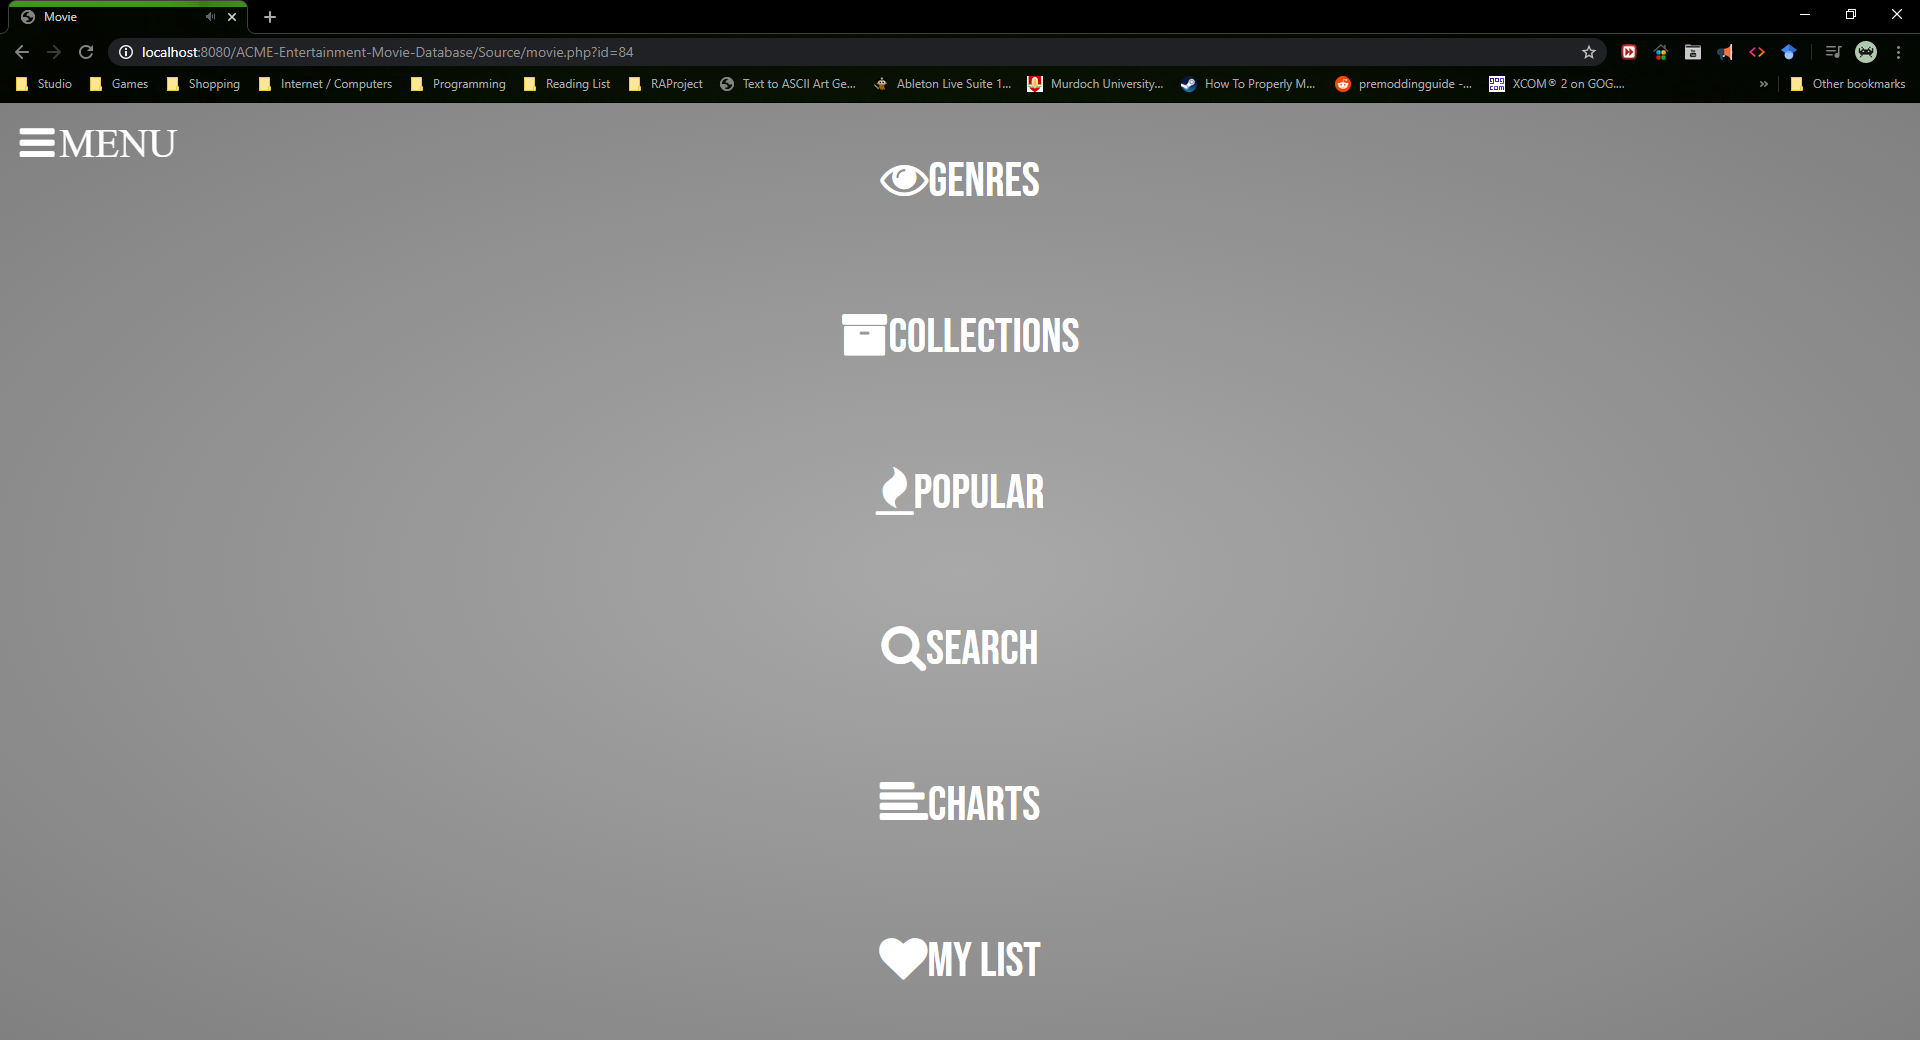 Movie
localhost:8080/ACME-Entertainment-Movie-Database/Source/movie.php?id=84
Studio Games Shopping Internet / Computers Programming Reading List RAProject Text to ASCII Art Ge... Ableton Live Suite 1... Murdoch University... How To Properly M... premoddingguide -... XCOM® 2 on GOG.... » Other bookmarks
MENU
GENRES
COLLECTIONS
POPULAR
SEARCH
CHARTS
MY LIST